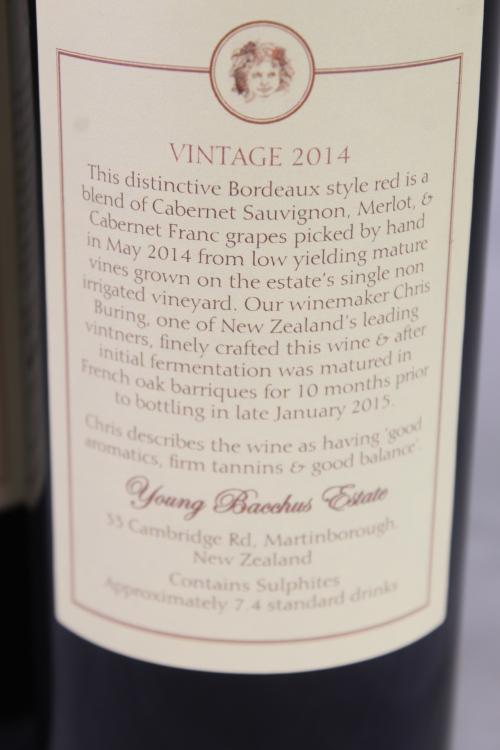 VINTAGE 2014
This distinctive Bordeaux style red is a
blend of Cabernet Sauvignon, Merlot, &
Cabernet Franc grapes picked by hand
in May 2014 from low yielding mature
vines grown on the estate's single non
irrigated vineyard. Our winemaker Chris
Buring, one of New Zealand's leading
vintners, finely crafted this wine & after
initial fermentation was matured in
French oak barriques for 10 months prior
to bottling in late January 2015.
Chris describes the wine as having 'good
aromatics, firm tannins & good balance'.
Young Bacchus Estate
Cambridge Rd, Martinborough.
New Zealand
Contains Sulphites
Approximately 7.4 standard drinks